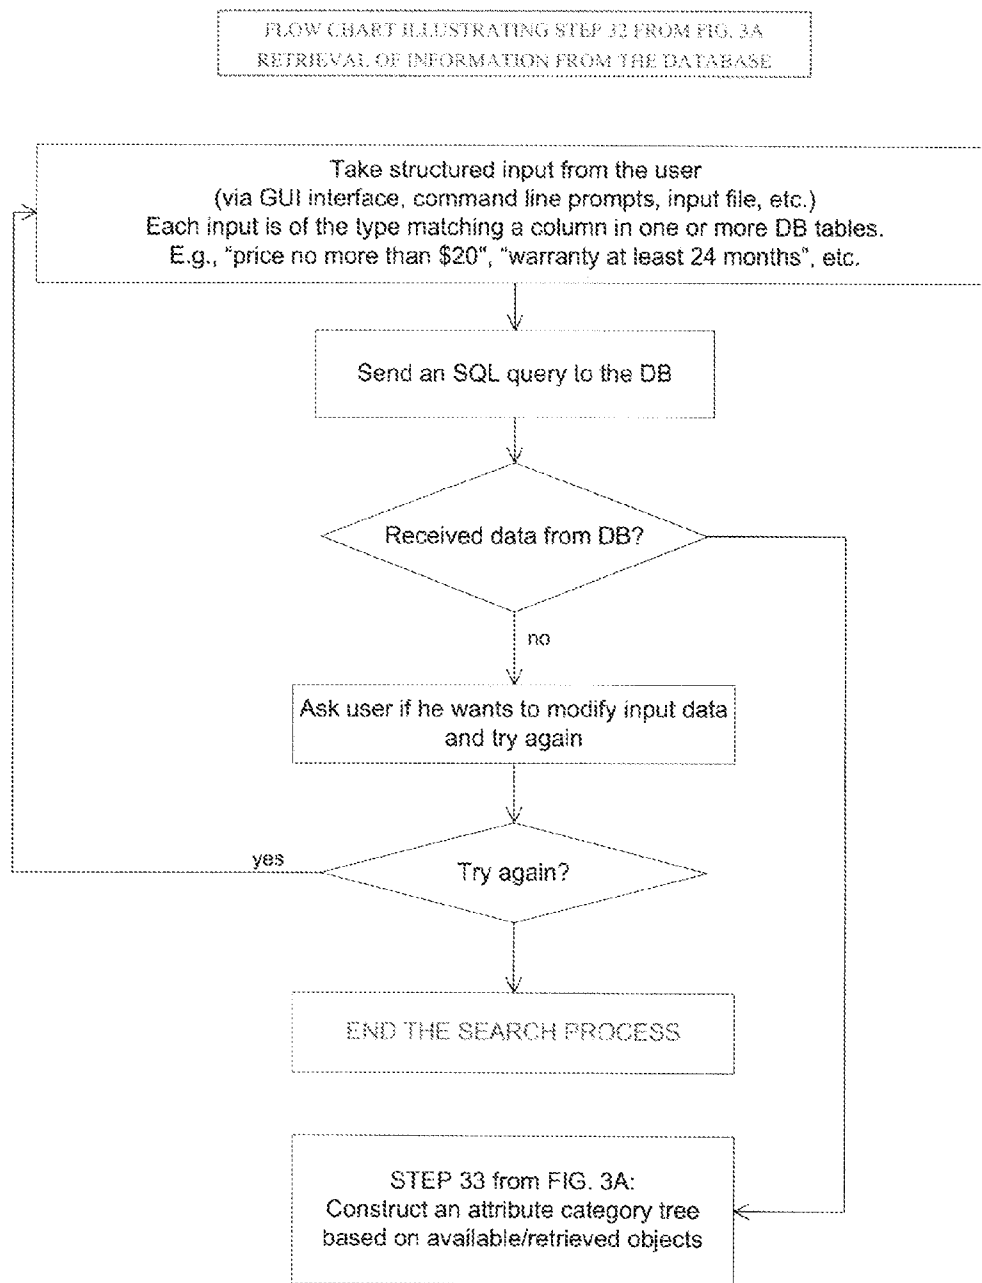 FLOW CHART ILLUSTRATING STEP 32 FROM FIG. 3A
RETRIEVAL OF INFORMATION FROM THE DATABASE
Take structured input from the user
(via GUI interface, command line prompts, input file, etc.)
Each input is of the type matching a column in one or more DB tables.
E.g., "price no more than $20", "warranty at least 24 months", etc.
Send an SQL query to the DB
Received data from DB?
no
Ask user if he wants to modify input data
and try again
yes
Try again?
END THE SEARCH PROCESS
STEP 33 from FIG. 3A:
Construct an attribute category tree
based on available/retrieved objects